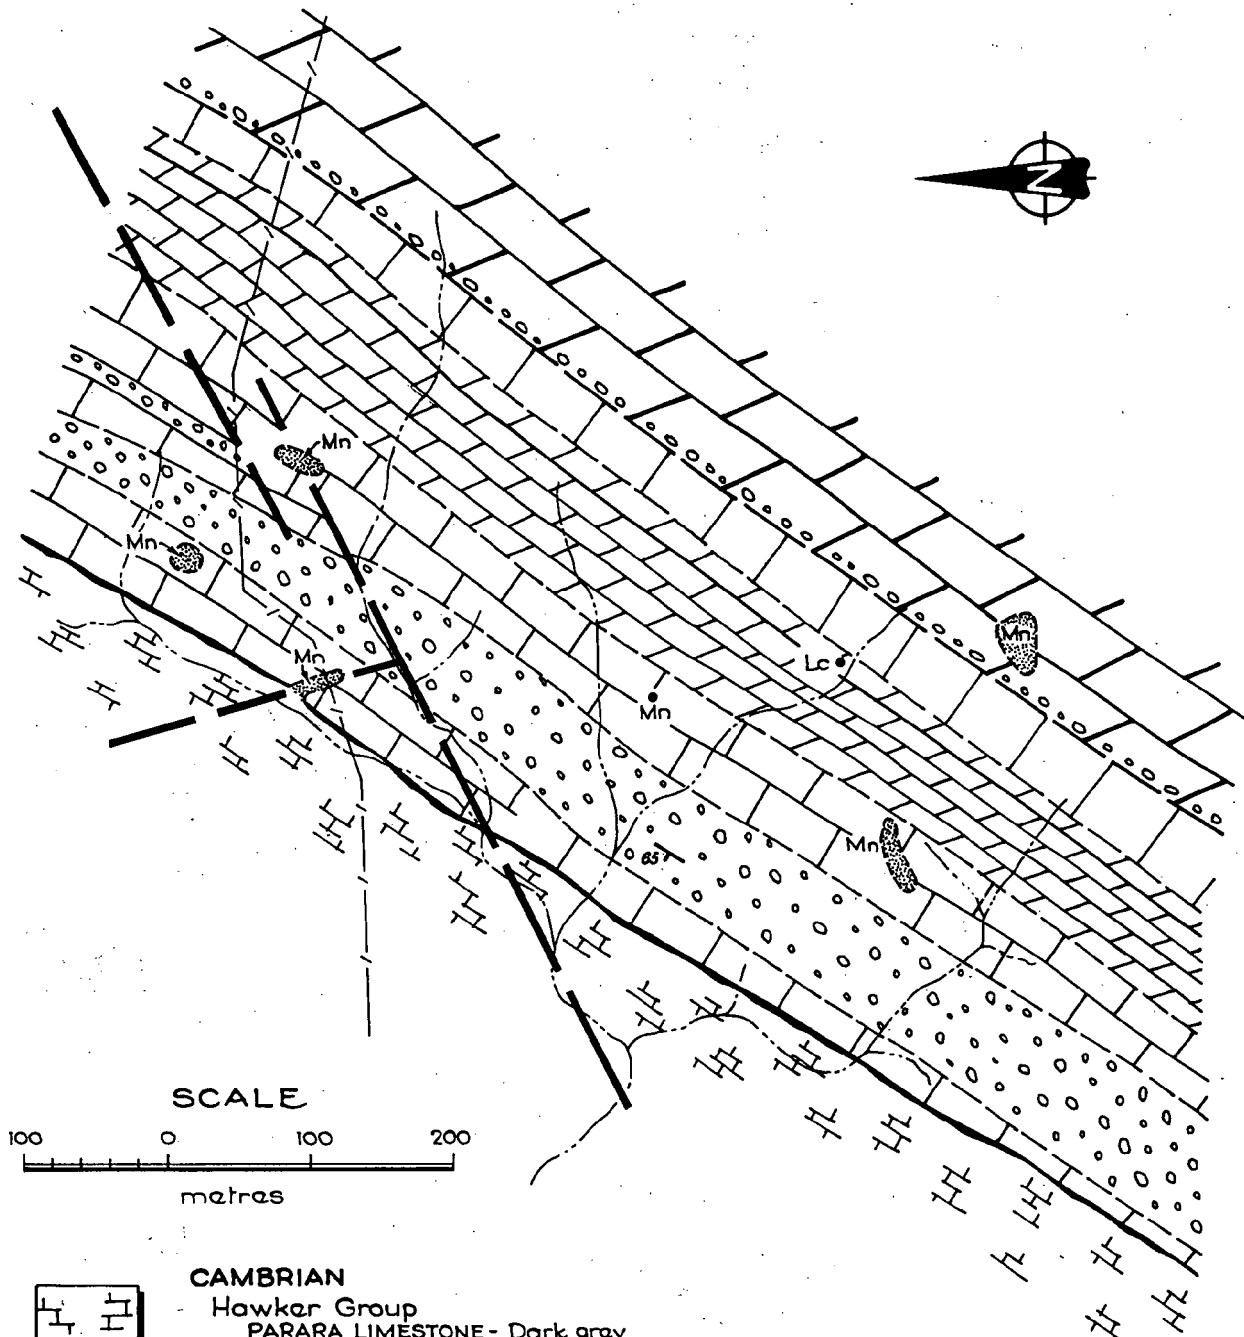 N
Mn
Mn
Mn
Lc
Mn
Mn
Mn
65°
SCALE
100 0 100 200
metres
CAMBRIAN
Hawker Group
PARARA LIMESTONE - Dark grey